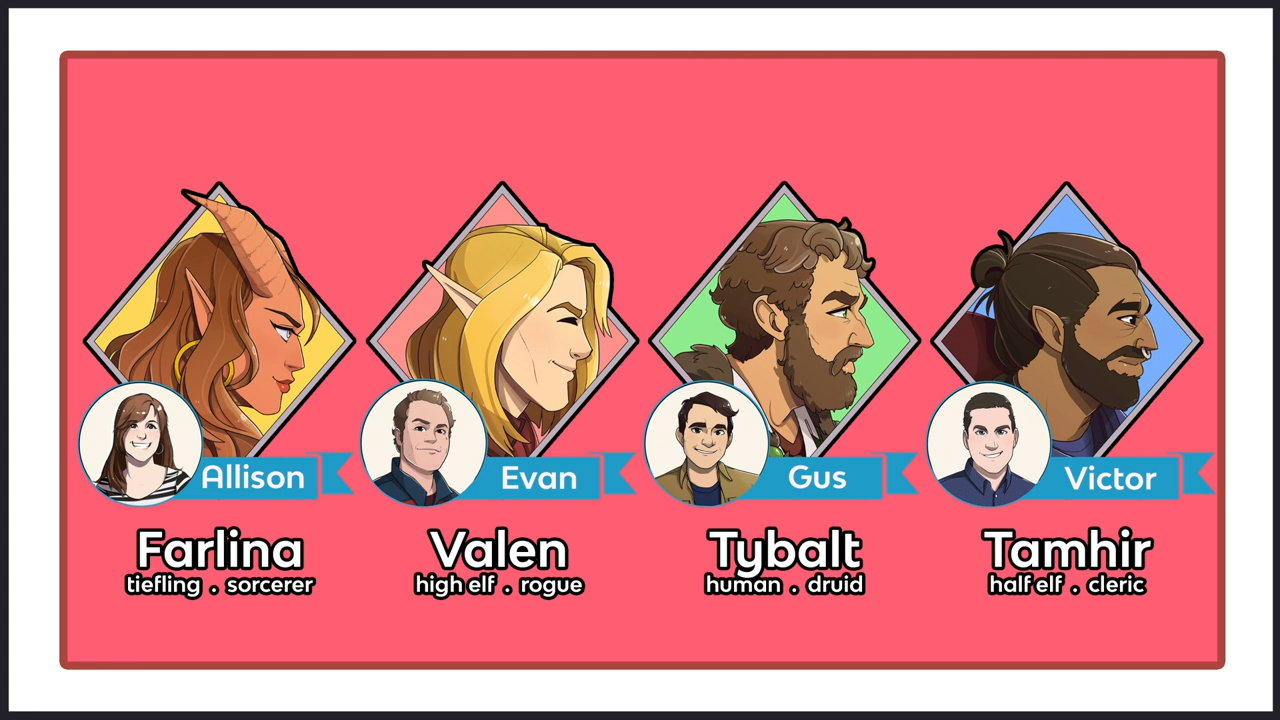 Allison
Evan
Gus
Victor
Farlina
Valen
Tybalt
Tamhir
tiefling . sorcerer
high elf . rogue
human . druid
half elf . cleric